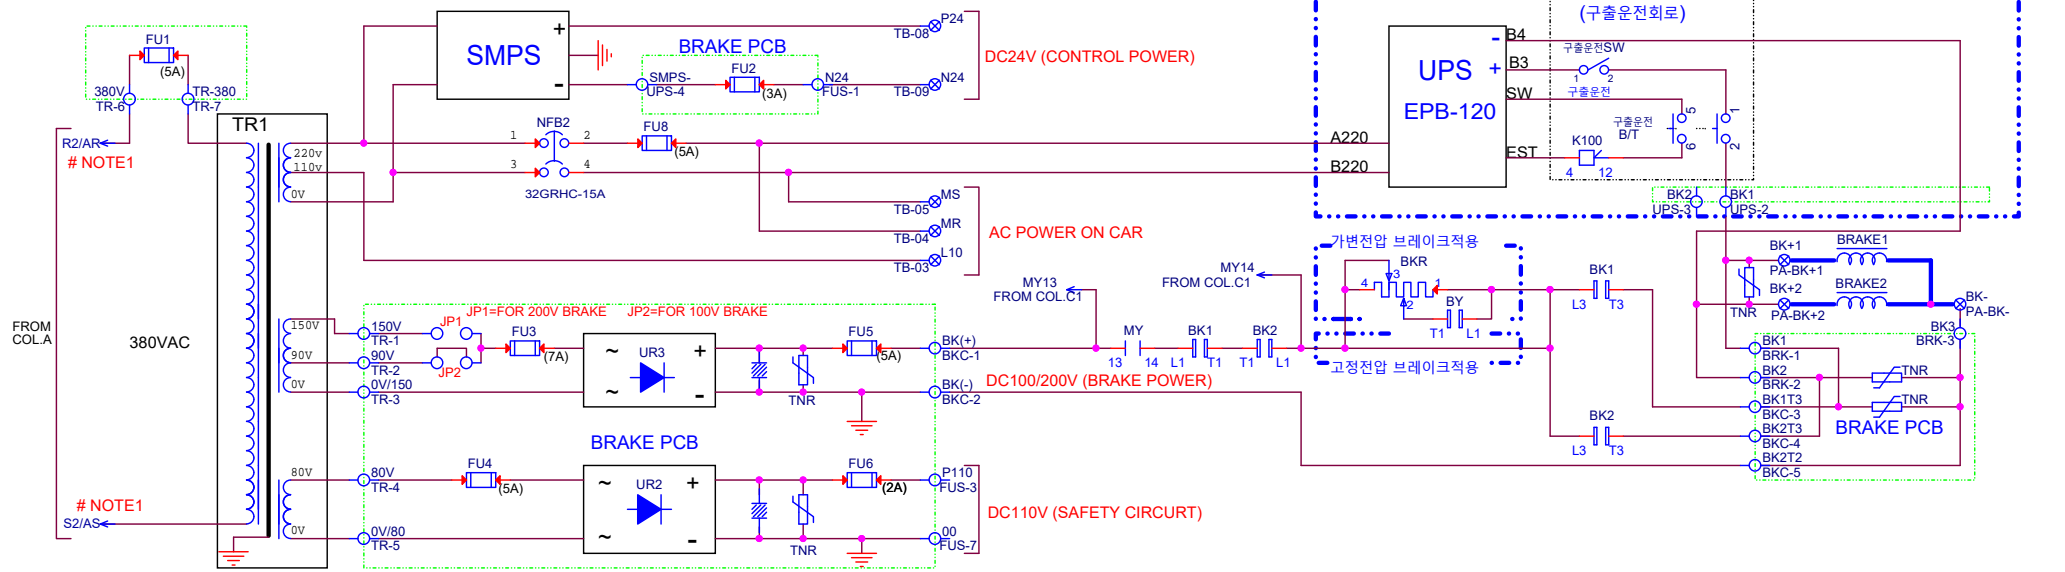 FU1
(5A)
380V
TR-6
TR-380
TR-7
R2/AR
# NOTE1
FROM
COL.A
380VAC
# NOTE1
S2/AS
TR1
220v
110v
0V
150V
90V
0V
80V
0V
SMPS
+
-
BRAKE PCB
SMPS-
UPS-4
FU2
(3A)
N24
FUS-1
P24
TB-08
N24
TB-09
DC24V (CONTROL POWER)
NFB2
1
2
3
4
32GRHC-15A
FU8
(5A)
MS
TB-05
MR
TB-04
L10
TB-03
AC POWER ON CAR
A220
B220
UPS
EPB-120
-
+
B4
B3
SW
EST
(구출운전회로)
구출운전SW
1
2
구출운전
구출운전
B/T
5
6
1
2
K100
4
12
BK2
UPS-3
BK1
UPS-2
JP1=FOR 200V BRAKE
JP2=FOR 100V BRAKE
150V
TR-1
90V
TR-2
0V/150
TR-3
JP1
JP2
FU3
(7A)
~
~
UR3
+
-
TNR
FU5
(5A)
BK(+)
BKC-1
BK(-)
BKC-2
DC100/200V (BRAKE POWER)
BRAKE PCB
80V
TR-4
0V/80
TR-5
FU4
(5A)
~
~
UR2
+
-
TNR
FU6
(2A)
P110
FUS-3
00
FUS-7
DC110V (SAFETY CIRCURT)
MY13
FROM COL.C1
MY14
FROM COL.C1
MY
13
14
BK1
L1
T1
BK2
T1
L1
가변전압 브레이크적용
BKR
4
3
1
2
BY
T1
L1
고정전압 브레이크적용
BK1
L3
T3
BK2
L3
T3
BK+1
PA-BK+1
BRAKE1
BK+2
PA-BK+2
BRAKE2
TNR
BK-
PA-BK-
BK3
BRK-3
BK1
BRK-1
BK2
BRK-2
BK1T3
BKC-3
BK2T3
BKC-4
BK2T2
BKC-5
TNR
TNR
BRAKE PCB